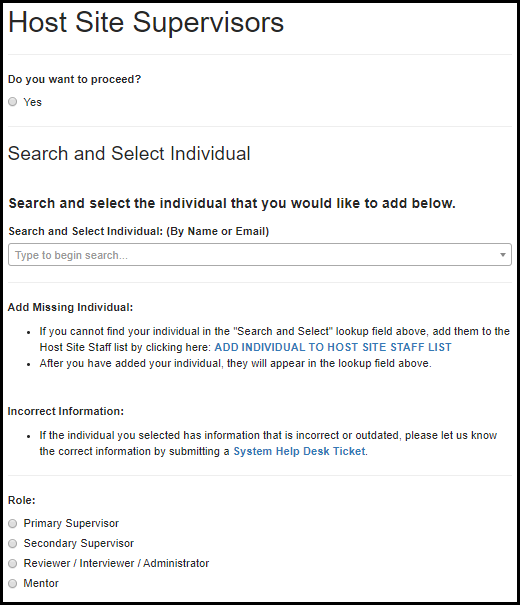 Host Site Supervisors
Do you want to proceed?
Yes
Search and Select Individual
Search and select the individual that you would like to add below.
Search and Select Individual: (By Name or Email)
Type to begin search...
Add Missing Individual:
If you cannot find your individual in the "Search and Select" lookup field above, add them to the
Host Site Staff list by clicking here: ADD INDIVIDUAL TO HOST SITE STAFF LIST
After you have added your individual, they will appear in the lookup field above.
Incorrect Information:
If the individual you selected has information that is incorrect or outdated, please let us know
the correct information by submitting a System Help Desk Ticket.
Role:
Primary Supervisor
Secondary Supervisor
Reviewer / Interviewer / Administrator
Mentor